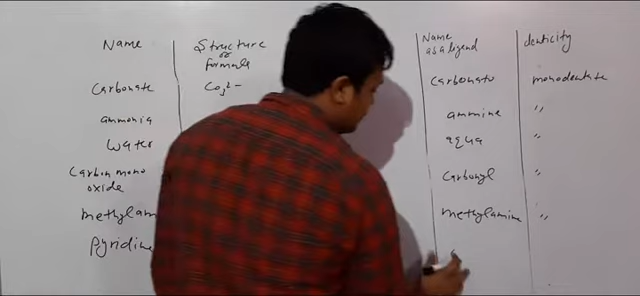 Name
Structure
or
formula
Name
as a ligend
denticity
Carbonate
CO3 2-
Carbonato
monodentate
ammonia
ammine
"
Water
aqua
"
Carbon mono
oxide
Carbonyl
"
methylam
methylamine
"
Pyridine